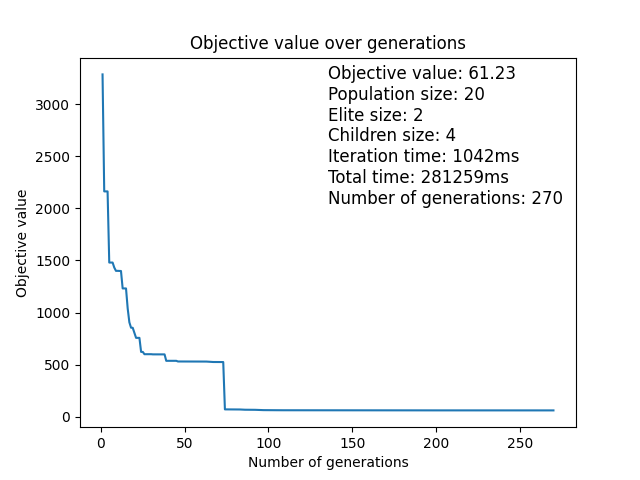 Objective value over generations
Objective value: 61.23
Population size: 20
Elite size: 2
Children size: 4
Iteration time: 1042ms
Total time: 281259ms
Number of generations: 270
Objective value
3000
2500
2000
1500
1000
500
0
0 50 100 150 200 250
Number of generations